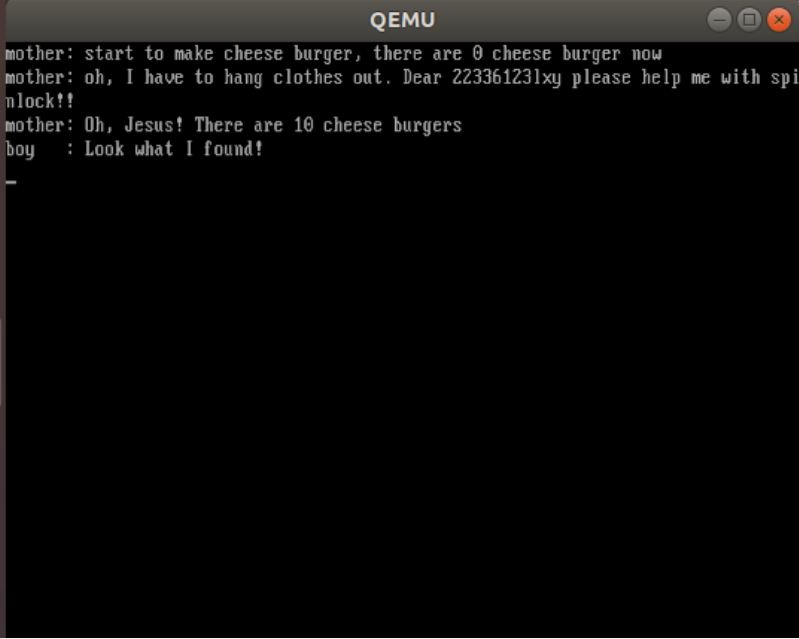 QEMU
mother: start to make cheese burger, there are 0 cheese burger now
mother: oh, I have to hang clothes out. Dear 22336123lxy please help me with spi
nlock!!
mother: Oh, Jesus! There are 10 cheese burgers
boy   : Look what I found!